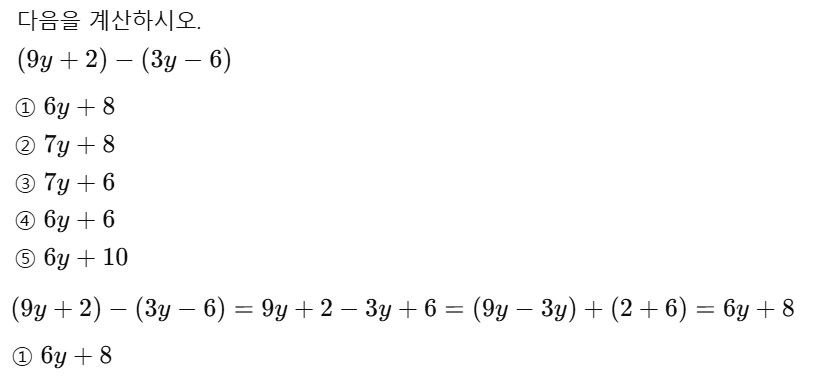 다음을 계산하시오.
(9y + 2) − (3y − 6)
① 6y + 8
② 7y + 8
③ 7y + 6
④ 6y + 6
⑤ 6y + 10
(9y + 2) − (3y − 6) = 9y + 2 − 3y + 6 = (9y − 3y) + (2 + 6) = 6y + 8
① 6y + 8